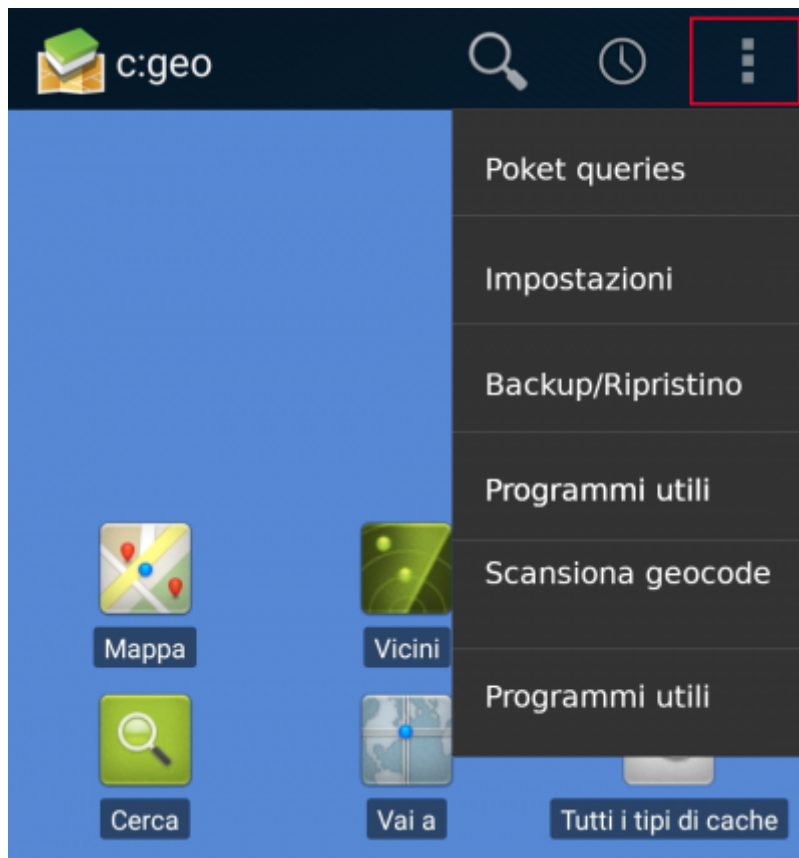 c:geo
Poket queries
Impostazioni
Backup/Ripristino
Programmi utili
Scansiona geocode
Programmi utili
Mappa
Vicini
Cerca
Vai a
Tutti i tipi di cache